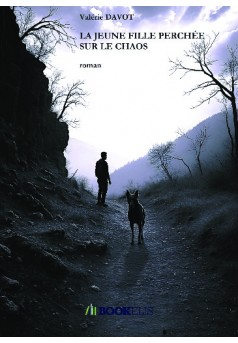 Valérie DAVOT
LA JEUNE FILLE PERCHÉE
SUR LE CHAOS
roman
BOOKELIS